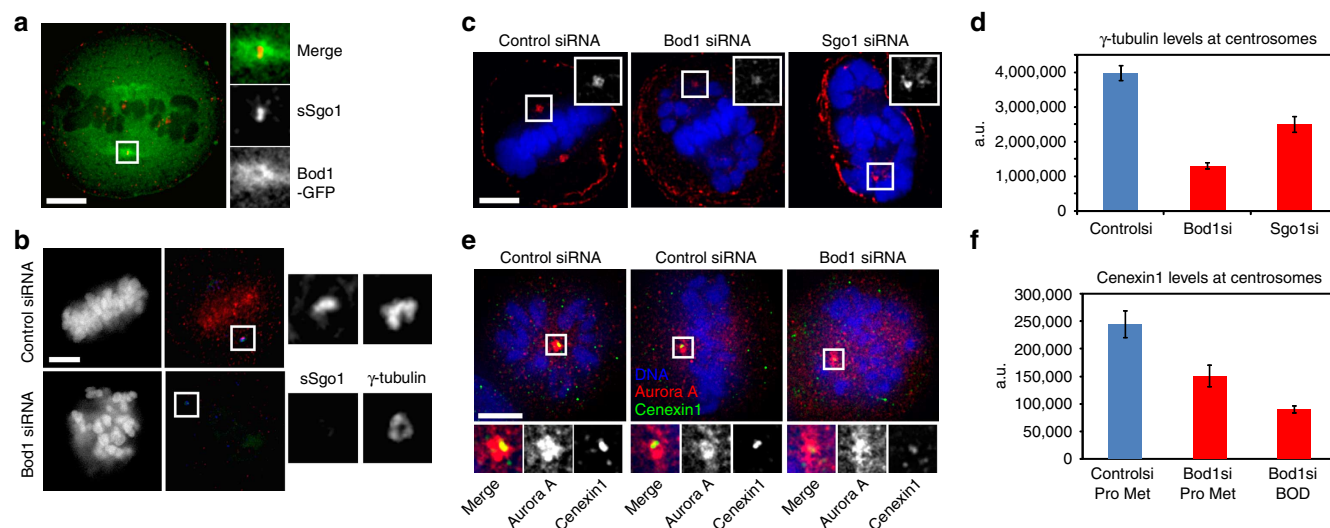 a
Merge
sSgo1
Bod1
-GFP
b
Control siRNA
Bod1 siRNA
sSgo1
γ-tubulin
c
Control siRNA
Bod1 siRNA
Sgo1 siRNA
d
γ-tubulin levels at centrosomes
a.u.
4,000,000
3,000,000
2,000,000
1,000,000
0
Controlsi
Bod1si
Sgo1si
e
Control siRNA
Control siRNA
Bod1 siRNA
DNA
Aurora A
Cenexin1
Merge
Aurora A
Cenexin1
Merge
Aurora A
Cenexin1
Merge
Aurora A
Cenexin1
f
Cenexin1 levels at centrosomes
a.u.
300,000
250,000
200,000
150,000
100,000
50,000
0
Controlsi
Pro Met
Bod1si
Pro Met
Bod1si
BOD